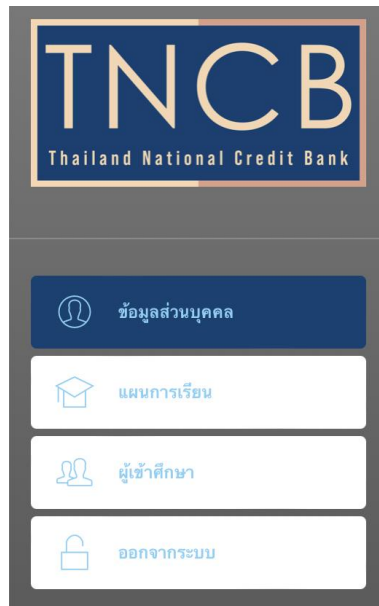 TNCB
Thailand National Credit Bank
ข้อมูลส่วนบุคคล
แผนการเรียน
ผู้เข้าศึกษา
ออกจากระบบ